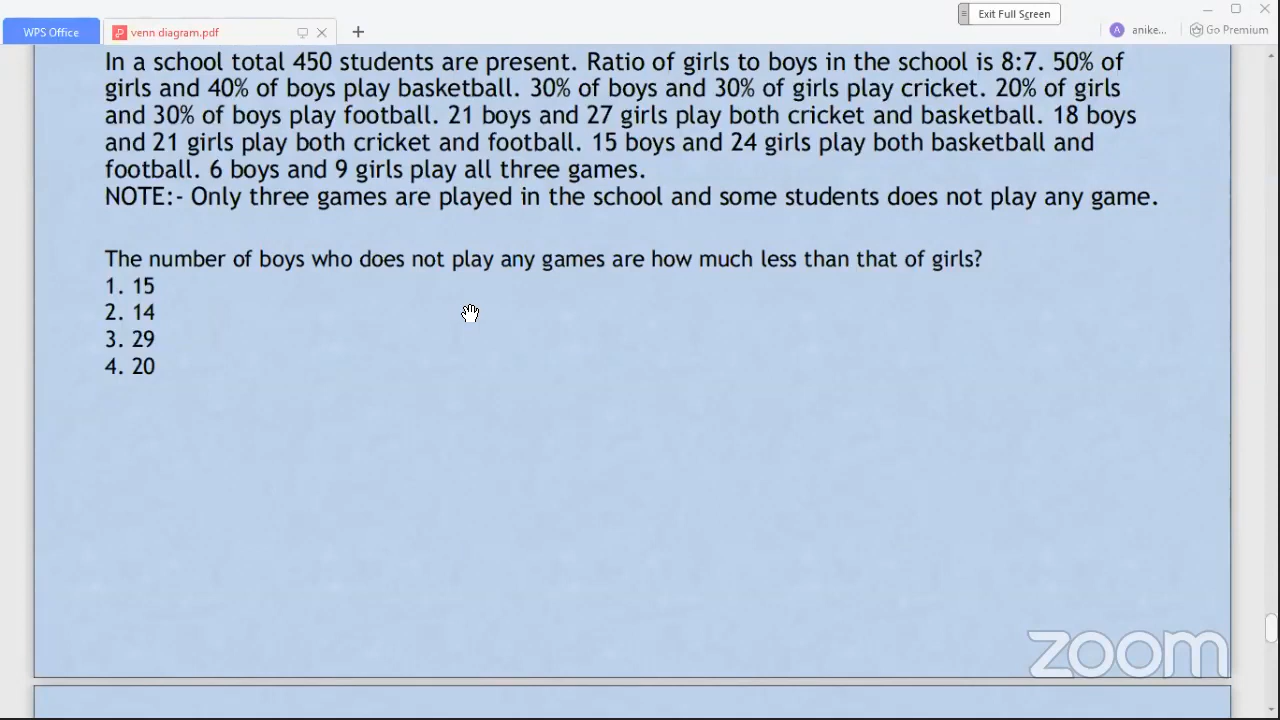 Exit Full Screen
WPS Office
venn diagram.pdf
anike...
Go Premium
In a school total 450 students are present. Ratio of girls to boys in the school is 8:7. 50% of
girls and 40% of boys play basketball. 30% of boys and 30% of girls play cricket. 20% of girls
and 30% of boys play football. 21 boys and 27 girls play both cricket and basketball. 18 boys
and 21 girls play both cricket and football. 15 boys and 24 girls play both basketball and
football. 6 boys and 9 girls play all three games.
NOTE:- Only three games are played in the school and some students does not play any game.
The number of boys who does not play any games are how much less than that of girls?
1. 15
2. 14
3. 29
4. 20
zoom